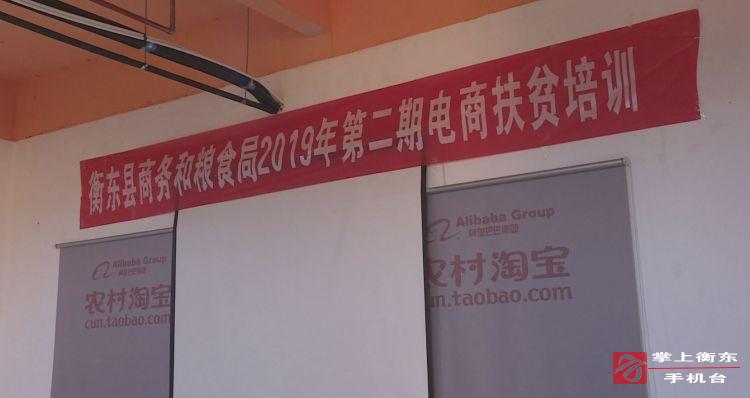 衡东县商务和粮食局2019年第二期电商扶贫培训
Alibaba Group
阿里巴巴集团
农村淘宝
cun.taobao.com
Alibaba Group
阿里巴巴集团
农村淘宝
cun.taobao.com
掌上衡东
手机台